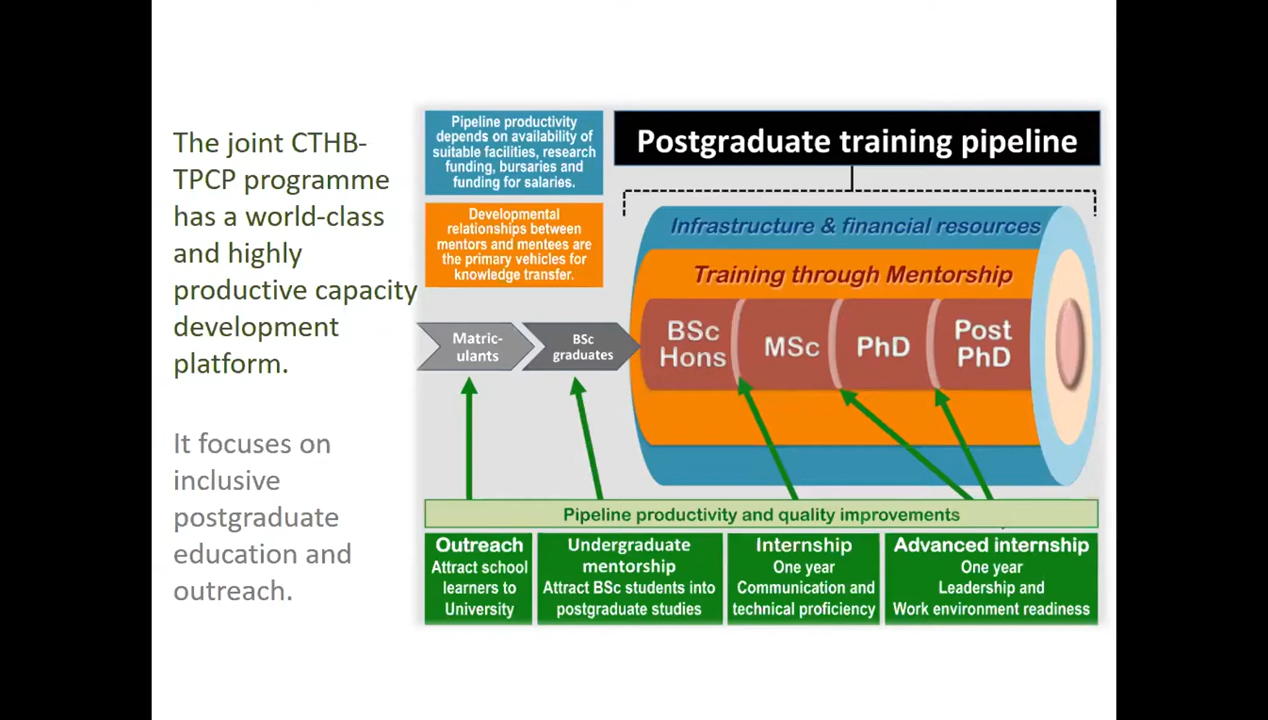 The joint CTHB-
TPCP programme
has a world-class
and highly
productive capacity
development
platform.
It focuses on
inclusive
postgraduate
education and
outreach.
Pipeline productivity
depends on availability of
suitable facilities, research
funding, bursaries and
funding for salaries.
Developmental
relationships between
mentors and mentees are
the primary vehicles for
knowledge transfer.
Postgraduate training pipeline
Infrastructure & financial resources
Training through Mentorship
Matric-
ulants
BSc
graduates
BSc
Hons
MSc
PhD
Post
PhD
Pipeline productivity and quality improvements
Outreach
Attract school
learners to
University
Undergraduate
mentorship
Attract BSc students into
postgraduate studies
Internship
One year
Communication and
technical proficiency
Advanced internship
One year
Leadership and
Work environment readiness